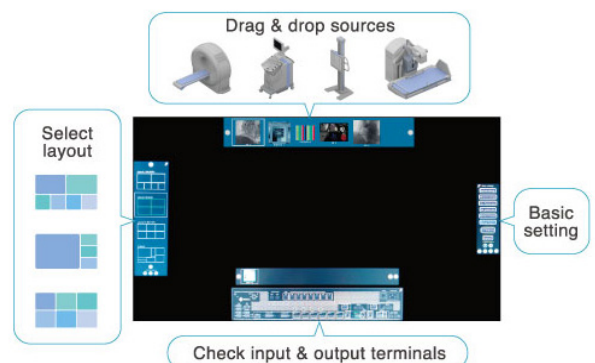 Drag & drop sources
Select
layout
Basic
setting
Check input & output terminals